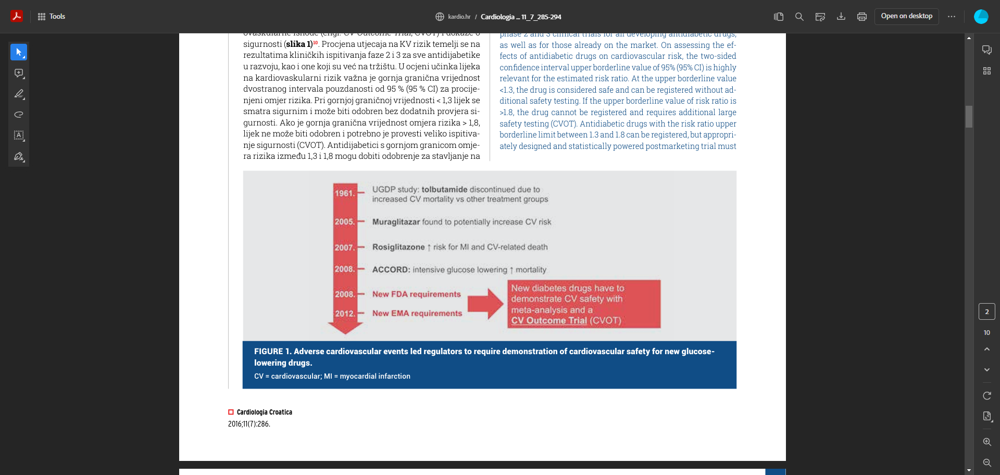 Tools
kardio.hr / Cardiologia ... 11_7_285-294
Open on desktop
ovaskularne ishode (engl. CV Outcome Trial, CVOT) i dokaze o
sigurnosti (slika 1)10. Procjena utjecaja na KV rizik temelji se na
rezultatima kliničkih ispitivanja faze 2 i 3 za sve antidijabetike
u razvoju, kao i one koji su već na tržištu. U ocjeni učinka lijeka
na kardiovaskularni rizik važna je gornja granična vrijednost
dvostranog intervala pouzdanosti od 95 % (95 % CI) za procije-
njeni omjer rizika. Pri gornjoj graničnoj vrijednosti < 1,3 lijek se
smatra sigurnim i može biti odobren bez dodatnih provjera si-
gurnosti. Ako je gornja granična vrijednost omjera rizika > 1,8,
lijek ne može biti odobren i potrebno je provesti veliko ispitiva-
nje sigurnosti (CVOT). Antidijabetici s gornjom granicom omje-
ra rizika između 1,3 i 1,8 mogu dobiti odobrenje za stavljanje na
phase 2 and 3 clinical trials for all developing antidiabetic drugs,
as well as for those already on the market. On assessing the ef-
fects of antidiabetic drugs on cardiovascular risk, the two-sided
confidence interval upper borderline value of 95% (95% CI) is highly
relevant for the estimated risk ratio. At the upper borderline value
<1.3, the drug is considered safe and can be registered without ad-
ditional safety testing. If the upper borderline value of risk ratio is
>1.8, the drug cannot be registered and requires additional large
safety testing (CVOT). Antidiabetic drugs with the risk ratio upper
borderline limit between 1.3 and 1.8 can be registered, but appropri-
ately designed and statistically powered postmarketing trial must
1961. UGDP study: tolbutamide discontinued due to
increased CV mortality vs other treatment groups
2005. Muraglitazar found to potentially increase CV risk
2007. Rosiglitazone ↑ risk for MI and CV-related death
2008. ACCORD: intensive glucose lowering ↑ mortality
2008. New FDA requirements
2012. New EMA requirements
New diabetes drugs have to
demonstrate CV safety with
meta-analysis and a
CV Outcome Trial (CVOT)
FIGURE 1. Adverse cardiovascular events led regulators to require demonstration of cardiovascular safety for new glucose-
lowering drugs.
CV = cardiovascular; MI = myocardial infarction
Cardiologia Croatica
2016;11(7):286.
2
10